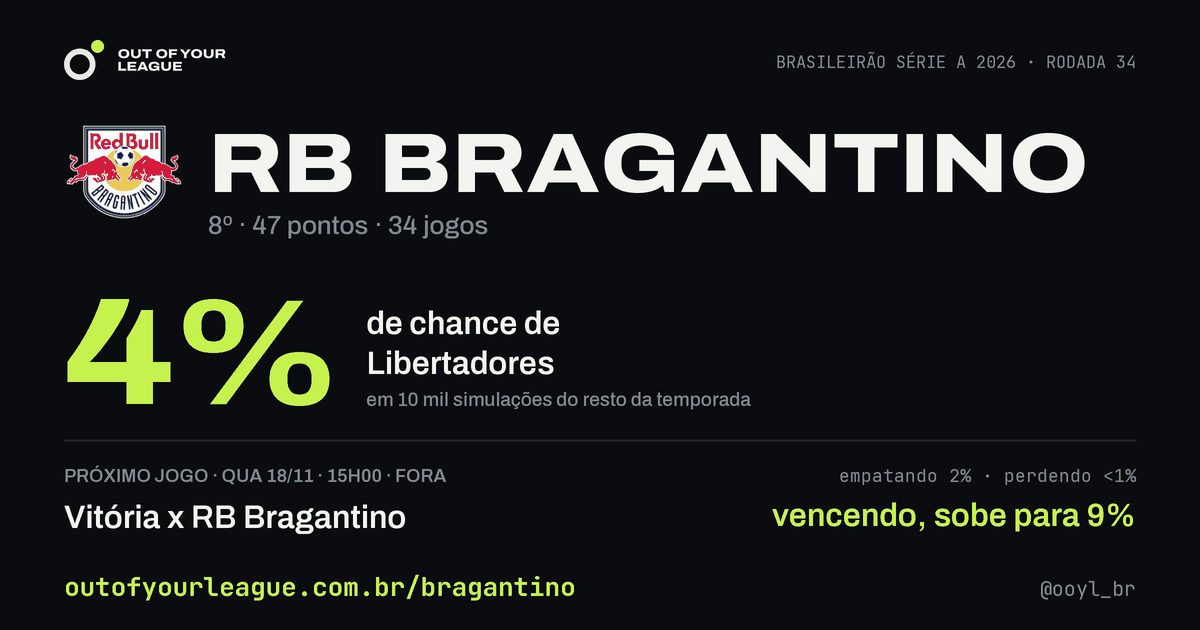 OUT OF YOUR
LEAGUE
BRASILEIRÃO SÉRIE A 2026 · RODADA 34
Red Bull
BRAGANTINO
RB BRAGANTINO
8º · 47 pontos · 34 jogos
4%
de chance de
Libertadores
em 10 mil simulações do resto da temporada
PRÓXIMO JOGO · QUA 18/11 · 15H00 · FORA
Vitória x RB Bragantino
empatando 2% · perdendo <1%
vencendo, sobe para 9%
outofyourleague.com.br/bragantino
@ooyl_br